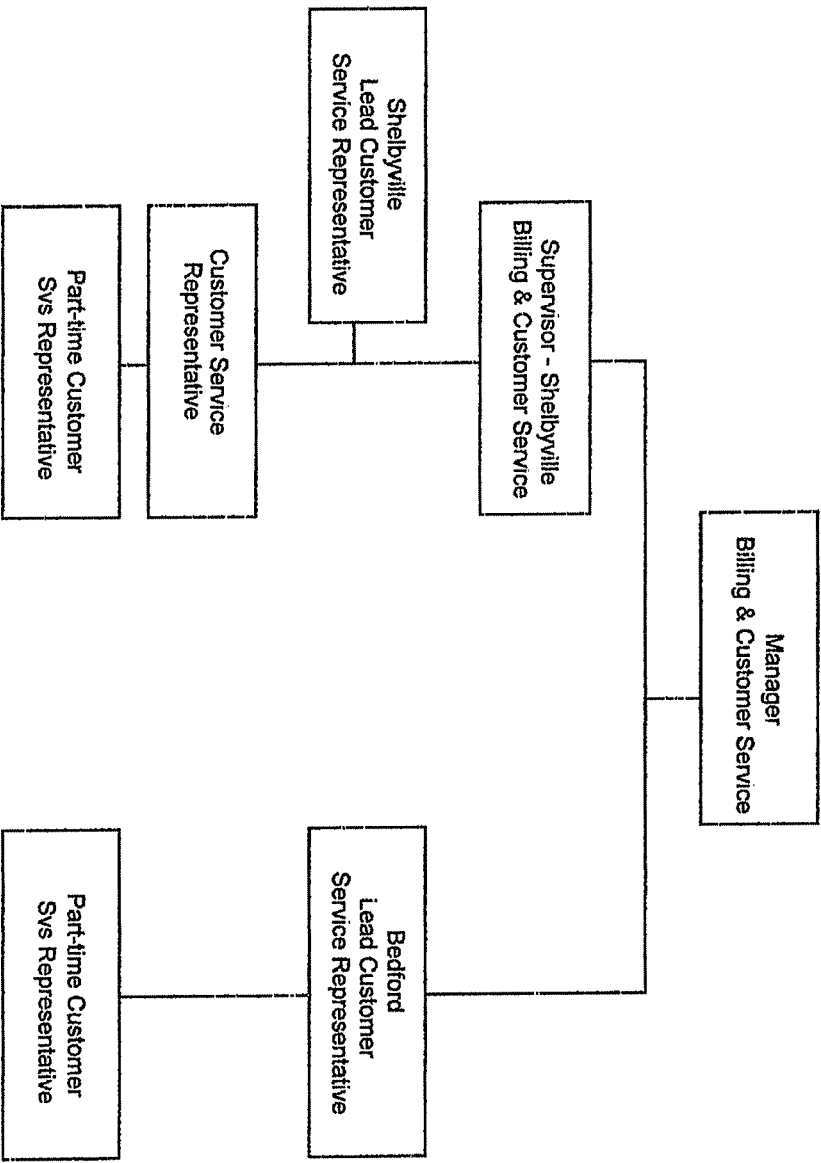 Manager
Billing & Customer Service
Supervisor - Shelbyville
Billing & Customer Service
Shelbyville
Lead Customer
Service Representative
Customer Service
Representative
Part-time Customer
Svs Representative
Bedford
Lead Customer
Service Representative
Part-time Customer
Svs Representative